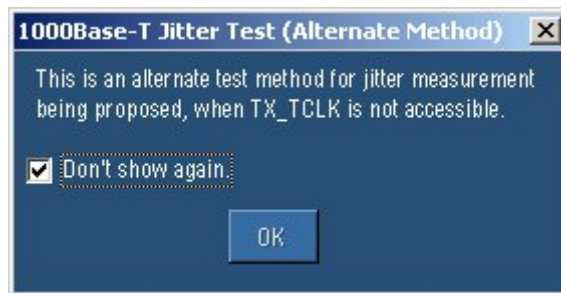 1000Base-T Jitter Test (Alternate Method)
This is an alternate test method for jitter measurement
being proposed, when TX_TCLK is not accessible.
Don't show again.
OK